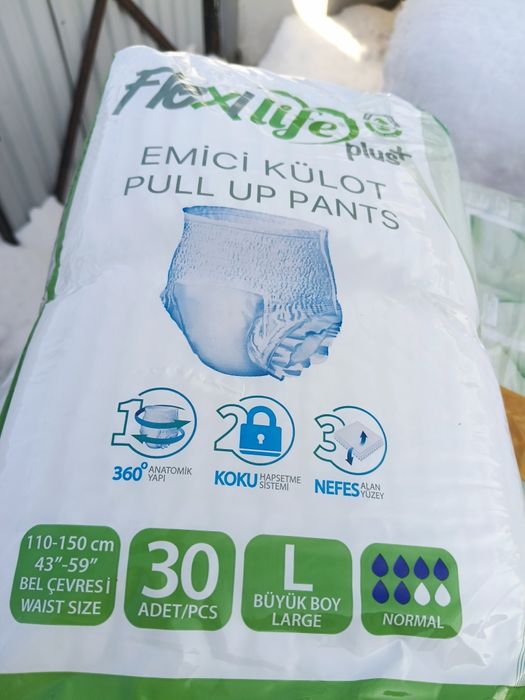 Flexi life
plus+
EMİCİ KÜLOT
PULL UP PANTS
1
360° ANATOMİK
YAPI
2
KOKU HAPSETME
SİSTEMİ
3
NEFES ALAN
YÜZEY
110-150 cm
43"-59"
BEL ÇEVRESİ
WAIST SIZE
30
ADET/PCS
L
BÜYÜK BOY
LARGE
NORMAL